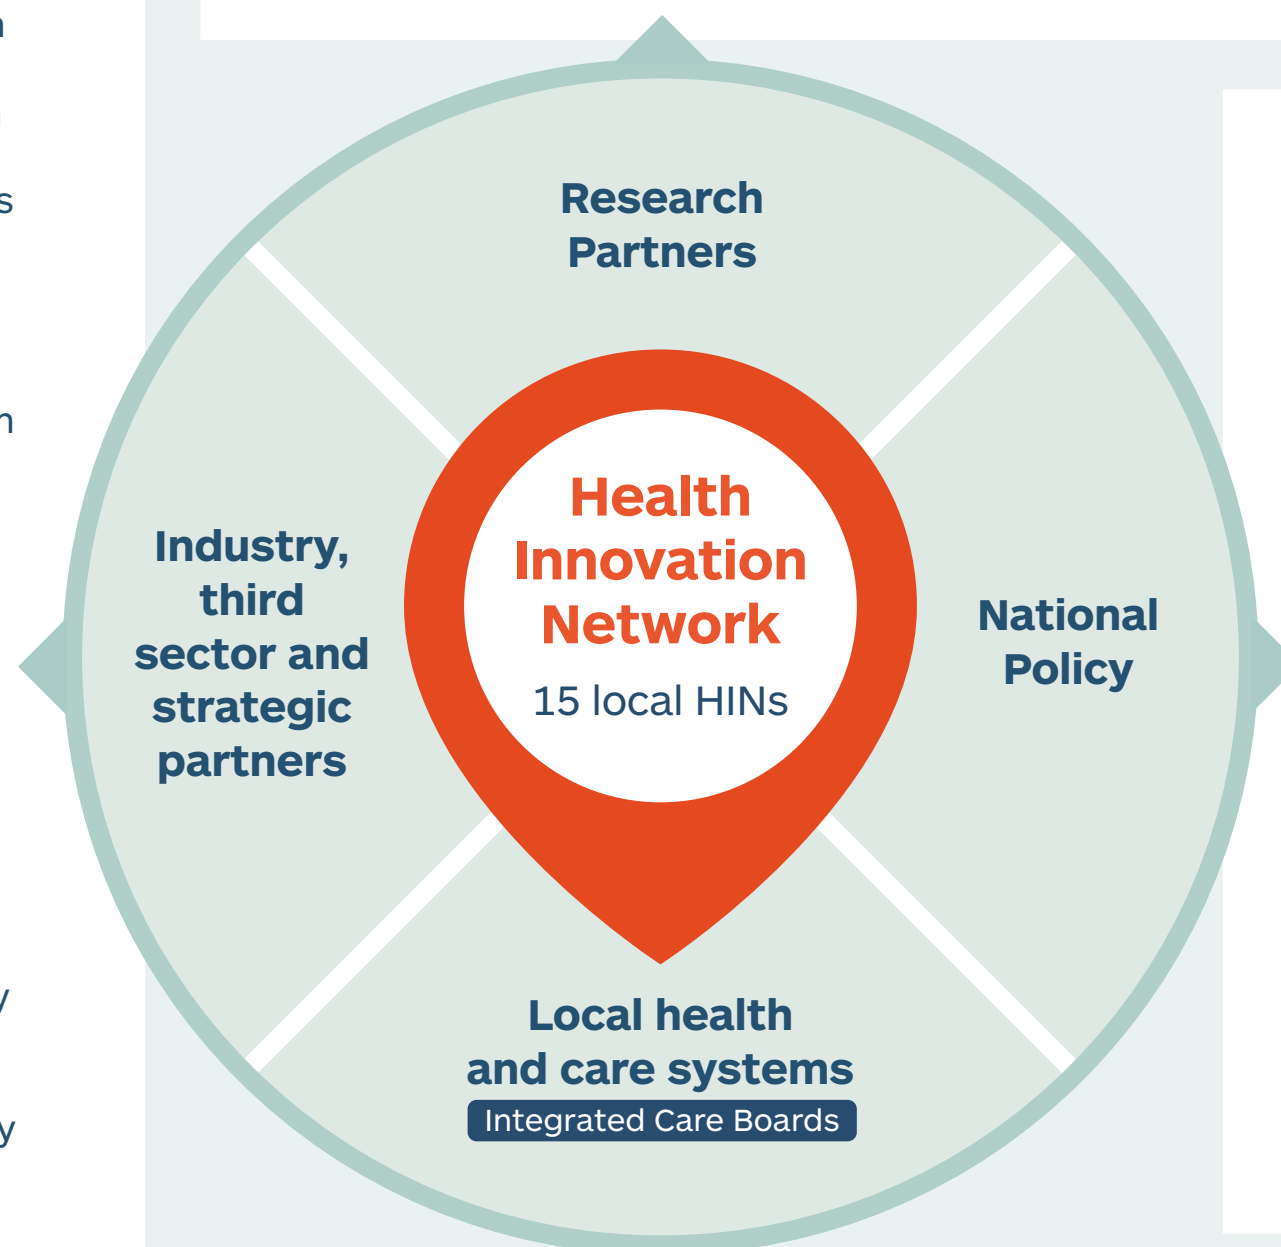 Research
Partners
Health
Innovation
Network
15 local HINs
Industry,
third
sector and
strategic
partners
National
Policy
Local health
and care systems
Integrated Care Boards